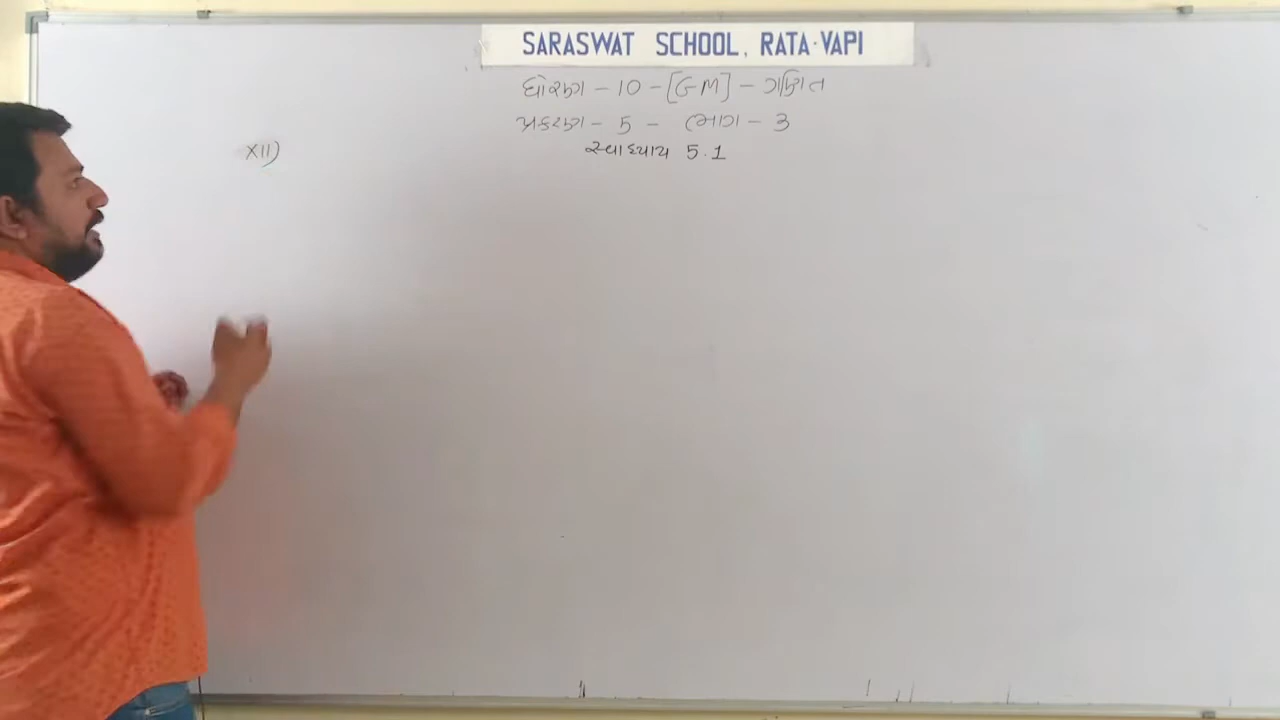 SARASWAT SCHOOL, RATA·VAPI
ધોરણ - 10 - [GM] - ગણિત
પ્રકરણ - 5 - ભાગ - 3
સ્વાધ્યાય 5.1
XII)